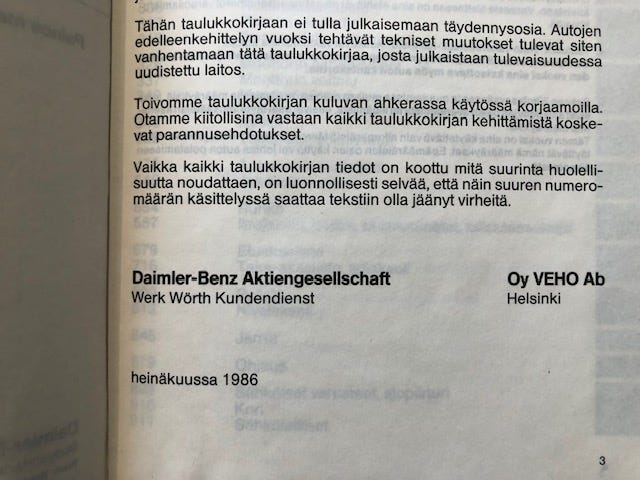 Tähän taulukkokirjaan ei tulla julkaisemaan täydennysosia. Autojen
edelleenkehittelyn vuoksi tehtävät tekniset muutokset tulevat siten
vanhentamaan tätä taulukkokirjaa, josta julkaistaan tulevaisuudessa
uudistettu laitos.
Toivomme taulukkokirjan kuluvan ahkerassa käytössä korjaamoilla.
Otamme kiitollisina vastaan kaikki taulukkokirjan kehittämistä koske-
vat parannusehdotukset.
Vaikka kaikki taulukkokirjan tiedot on koottu mitä suurinta huolelli-
suutta noudattaen, on luonnollisesti selvää, että näin suuren numero-
määrän käsittelyssä saattaa tekstiin olla jäänyt virheitä.
Daimler-Benz Aktiengesellschaft Oy VEHO Ab
Werk Wörth Kundendienst Helsinki
heinäkuussa 1986
3